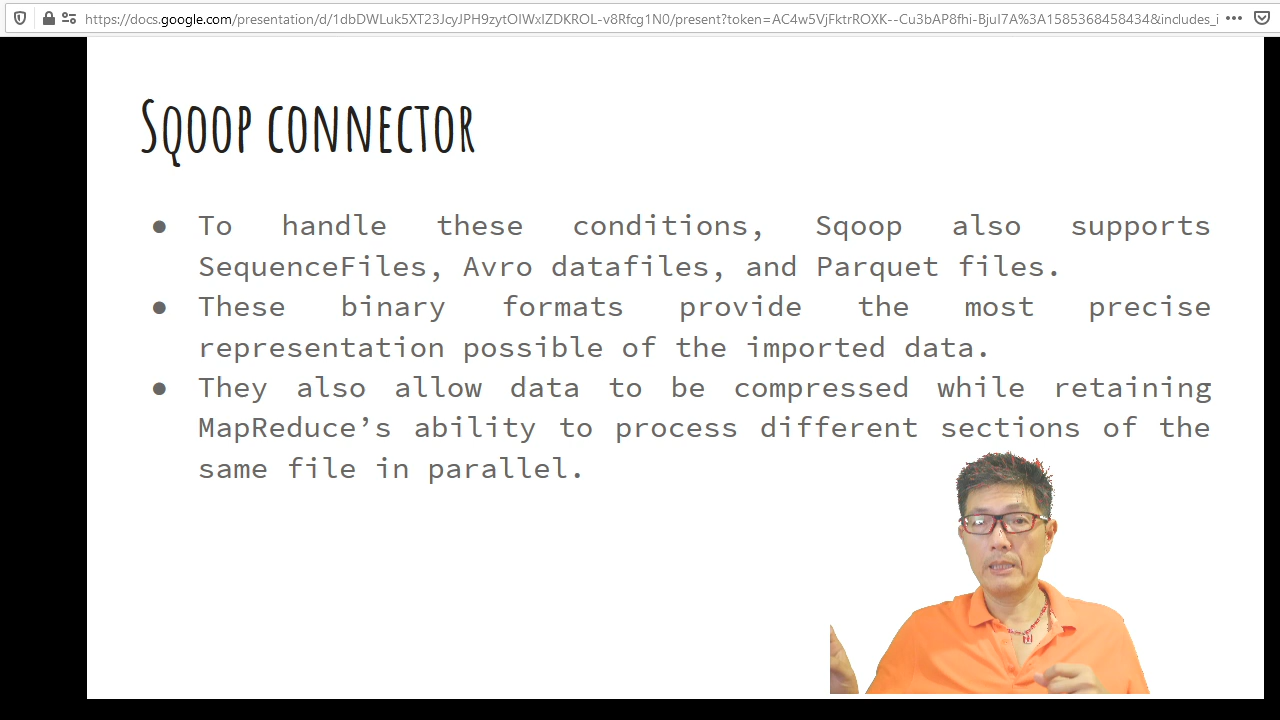 https://docs.google.com/presentation/d/1dbDWLuk5XT23JcyJPH9zytOIWxIZDKROL-v8Rfcg1N0/present?token=AC4w5VjFktrROXK--Cu3bAP8fhi-BjuI7A%3A1585368458434&includes_i
Sqoop connector
● To handle these conditions, Sqoop also supports
SequenceFiles, Avro datafiles, and Parquet files.
● These binary formats provide the most precise
representation possible of the imported data.
● They also allow data to be compressed while retaining
MapReduce’s ability to process different sections of the
same file in parallel.